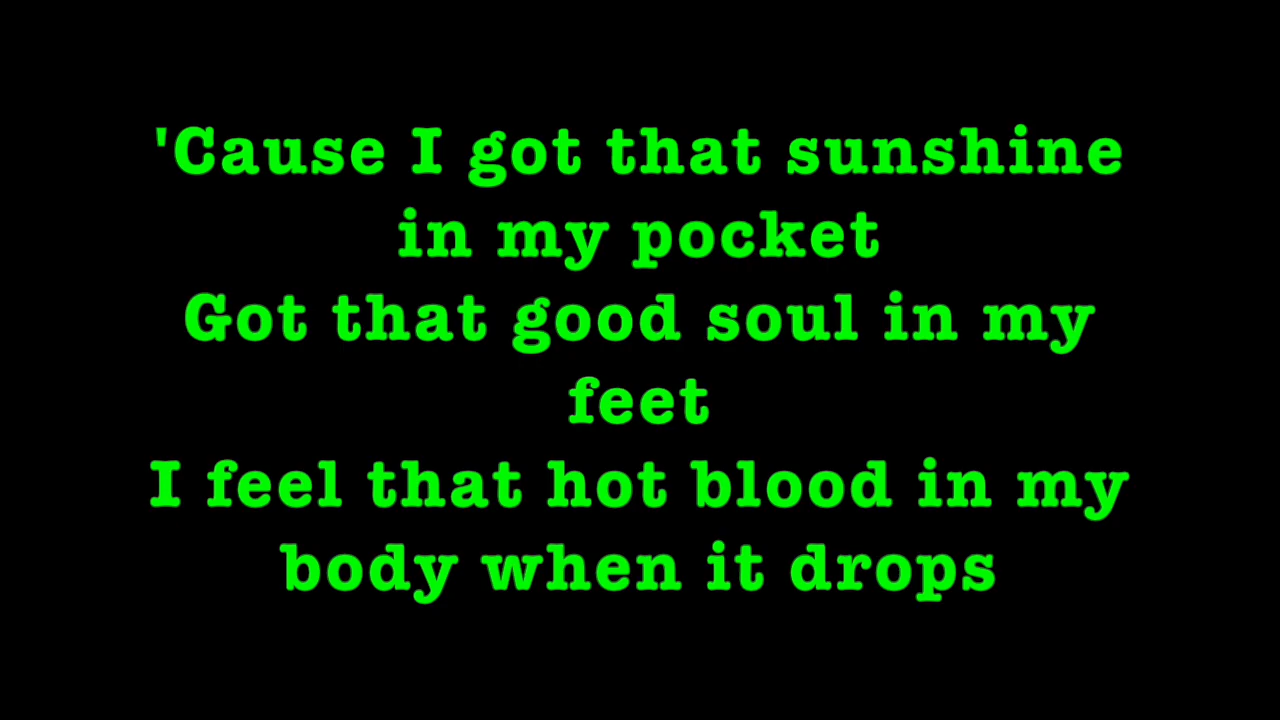 'Cause I got that sunshine
in my pocket
Got that good soul in my
feet
I feel that hot blood in my
body when it drops